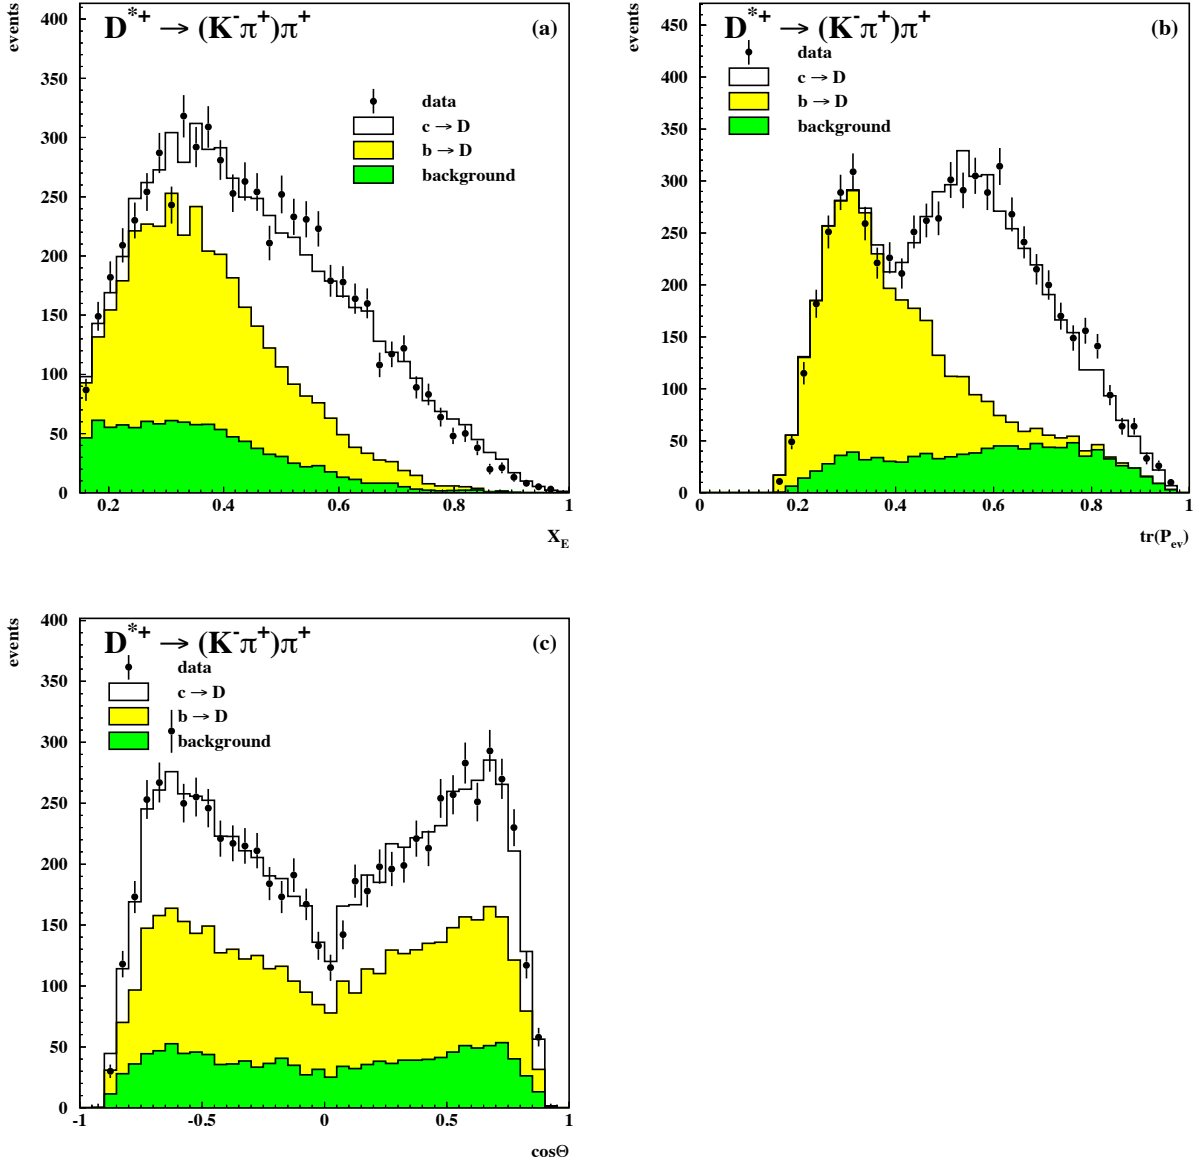 events
D*+ → (K-π+)π+
(a)
data
c → D
b → D
background
400
350
300
250
200
150
100
50
0
0.2
0.4
0.6
0.8
1
X_E
events
D*+ → (K-π+)π+
(b)
data
c → D
b → D
background
450
400
350
300
250
200
150
100
50
0
0
0.2
0.4
0.6
0.8
1
tr(P_ev)
events
D*+ → (K-π+)π+
(c)
data
c → D
b → D
background
400
350
300
250
200
150
100
50
0
-1
-0.5
0
0.5
1
cosΘ